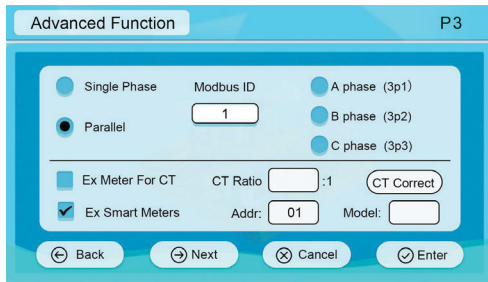 Advanced Function P3
Single Phase Modbus ID A phase (3p1)
1
B phase (3p2)
Parallel
C phase (3p3)
Ex Meter For CT CT Ratio :1 CT Correct
Ex Smart Meters Addr: 01 Model:
Back Next Cancel Enter